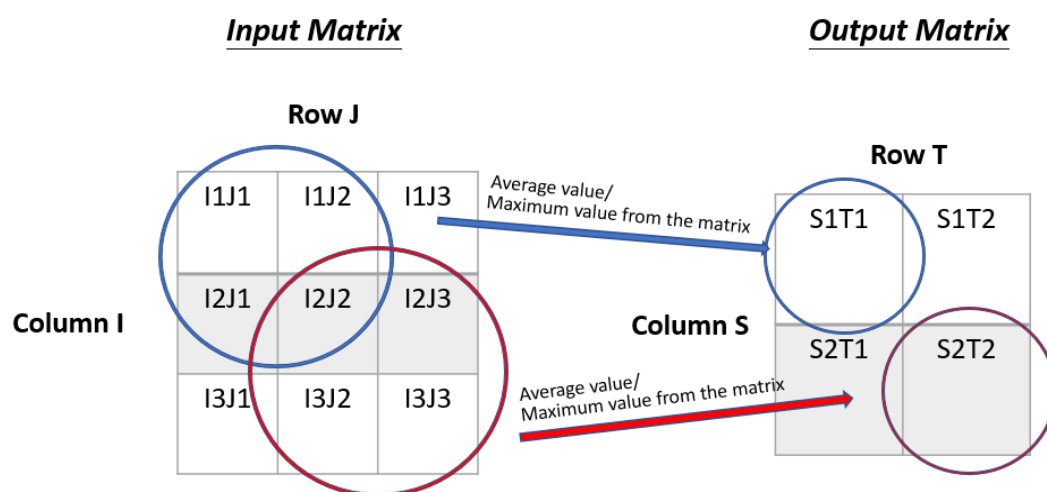 Input Matrix
Output Matrix
Row J
Row T
I1J1 I1J2 I1J3
Average value/
Maximum value from the matrix
S1T1 S1T2
I2J1 I2J2 I2J3
Column I
Column S
S2T1 S2T2
I3J1 I3J2 I3J3
Average value/
Maximum value from the matrix